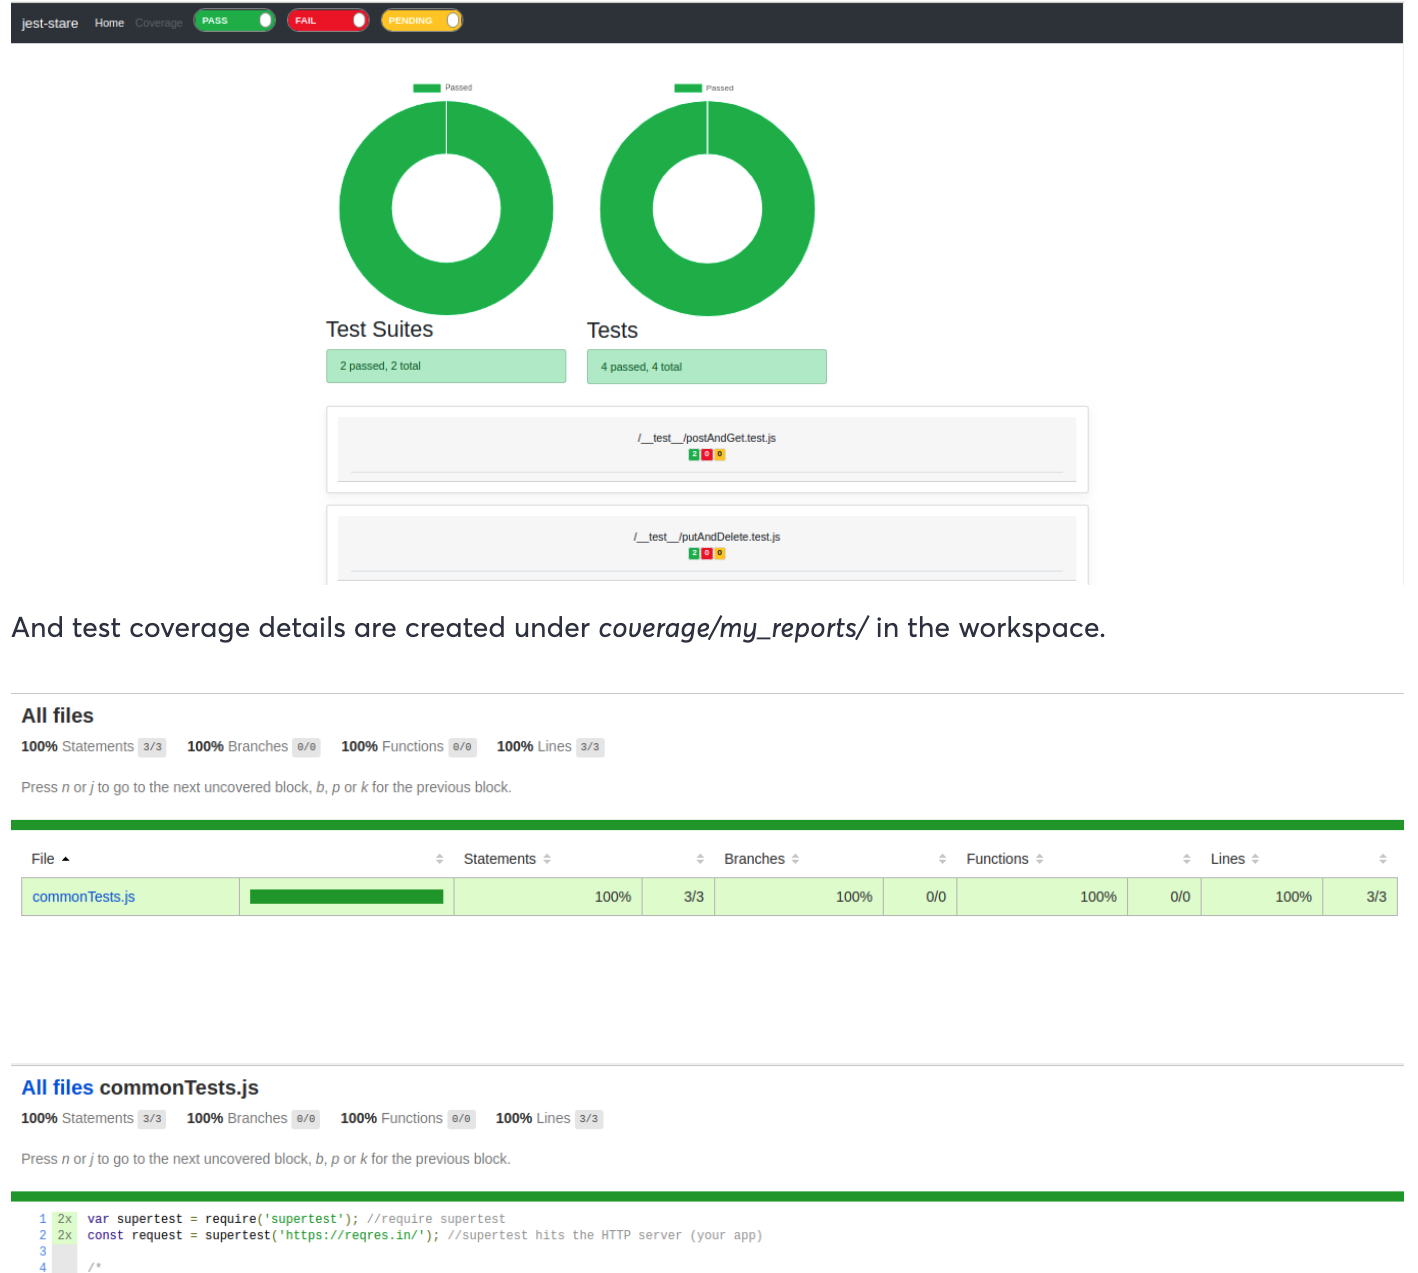 jest-stare Home Coverage PASS FAIL PENDING
Passed Passed
Test Suites Tests
2 passed, 2 total 4 passed, 4 total
/__test__/postAndGet.test.js
2 0 0
/__test__/putAndDelete.test.js
2 0 0
And test coverage details are created under coverage/my_reports/ in the workspace.
All files
100% Statements 3/3 100% Branches 0/0 100% Functions 0/0 100% Lines 3/3
Press n or j to go to the next uncovered block, b, p or k for the previous block.
File Statements Branches Functions Lines
commonTests.js 100% 3/3 100% 0/0 100% 0/0 100% 3/3
All files commonTests.js
100% Statements 3/3 100% Branches 0/0 100% Functions 0/0 100% Lines 3/3
Press n or j to go to the next uncovered block, b, p or k for the previous block.
1 2x var supertest = require('supertest'); //require supertest
2 2x const request = supertest('https://reqres.in/'); //supertest hits the HTTP server (your app)
3
4 /*